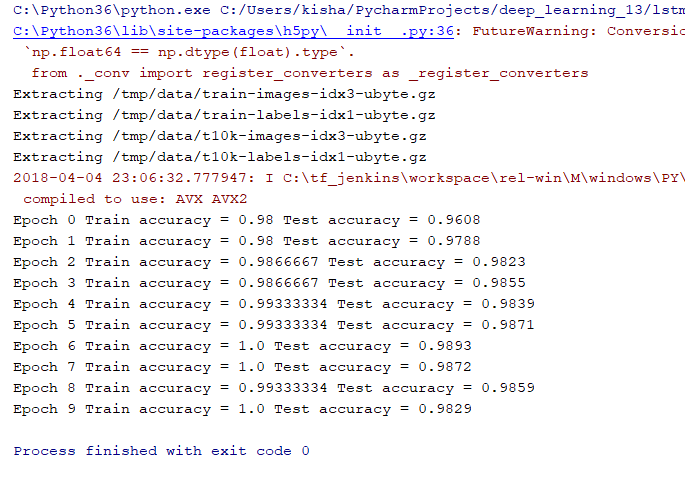 C:\Python36\python.exe C:/Users/kisha/PycharmProjects/deep_learning_13/lstm
C:\Python36\lib\site-packages\h5py\__init__.py:36: FutureWarning: Conversio
`np.float64 == np.dtype(float).type`.
from ._conv import register_converters as _register_converters
Extracting /tmp/data/train-images-idx3-ubyte.gz
Extracting /tmp/data/train-labels-idx1-ubyte.gz
Extracting /tmp/data/t10k-images-idx3-ubyte.gz
Extracting /tmp/data/t10k-labels-idx1-ubyte.gz
2018-04-04 23:06:32.777947: I C:\tf_jenkins\workspace\rel-win\M\windows\PY\
compiled to use: AVX AVX2
Epoch 0 Train accuracy = 0.98 Test accuracy = 0.9608
Epoch 1 Train accuracy = 0.98 Test accuracy = 0.9788
Epoch 2 Train accuracy = 0.9866667 Test accuracy = 0.9823
Epoch 3 Train accuracy = 0.9866667 Test accuracy = 0.9855
Epoch 4 Train accuracy = 0.99333334 Test accuracy = 0.9839
Epoch 5 Train accuracy = 0.99333334 Test accuracy = 0.9871
Epoch 6 Train accuracy = 1.0 Test accuracy = 0.9893
Epoch 7 Train accuracy = 1.0 Test accuracy = 0.9872
Epoch 8 Train accuracy = 0.99333334 Test accuracy = 0.9859
Epoch 9 Train accuracy = 1.0 Test accuracy = 0.9829
Process finished with exit code 0